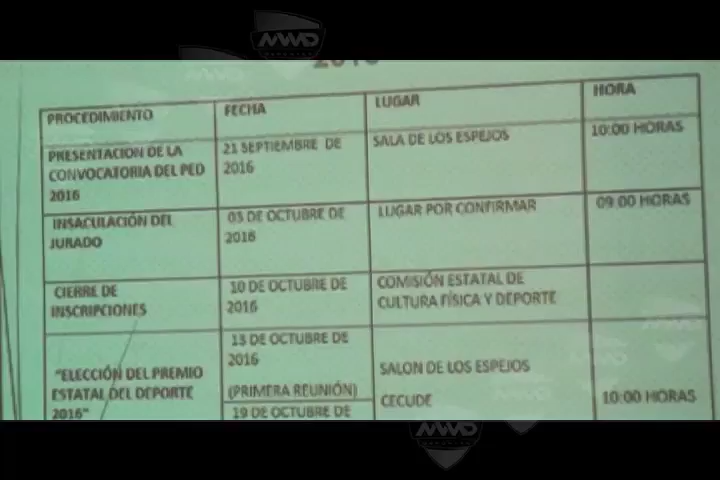 MWD
2016
PROCEDIMIENTO FECHA LUGAR HORA
PRESENTACION DE LA CONVOCATORIA DEL PED 2016
21 SEPTIEMBRE DE 2016
SALA DE LOS ESPEJOS
10:00 HORAS
INSACULACIÓN DEL JURADO
03 DE OCTUBRE DE 2016
LUGAR POR CONFIRMAR
09:00 HORAS
CIERRE DE INSCRIPCIONES
10 DE OCTUBRE DE 2016
COMISIÓN ESTATAL DE CULTURA FÍSICA Y DEPORTE
"ELECCIÓN DEL PREMIO ESTATAL DEL DEPORTE 2016"
13 DE OCTUBRE DE 2016
(PRIMERA REUNIÓN)
19 DE OCTUBRE DE
SALON DE LOS ESPEJOS
CECUDE
10:00 HORAS
MWD